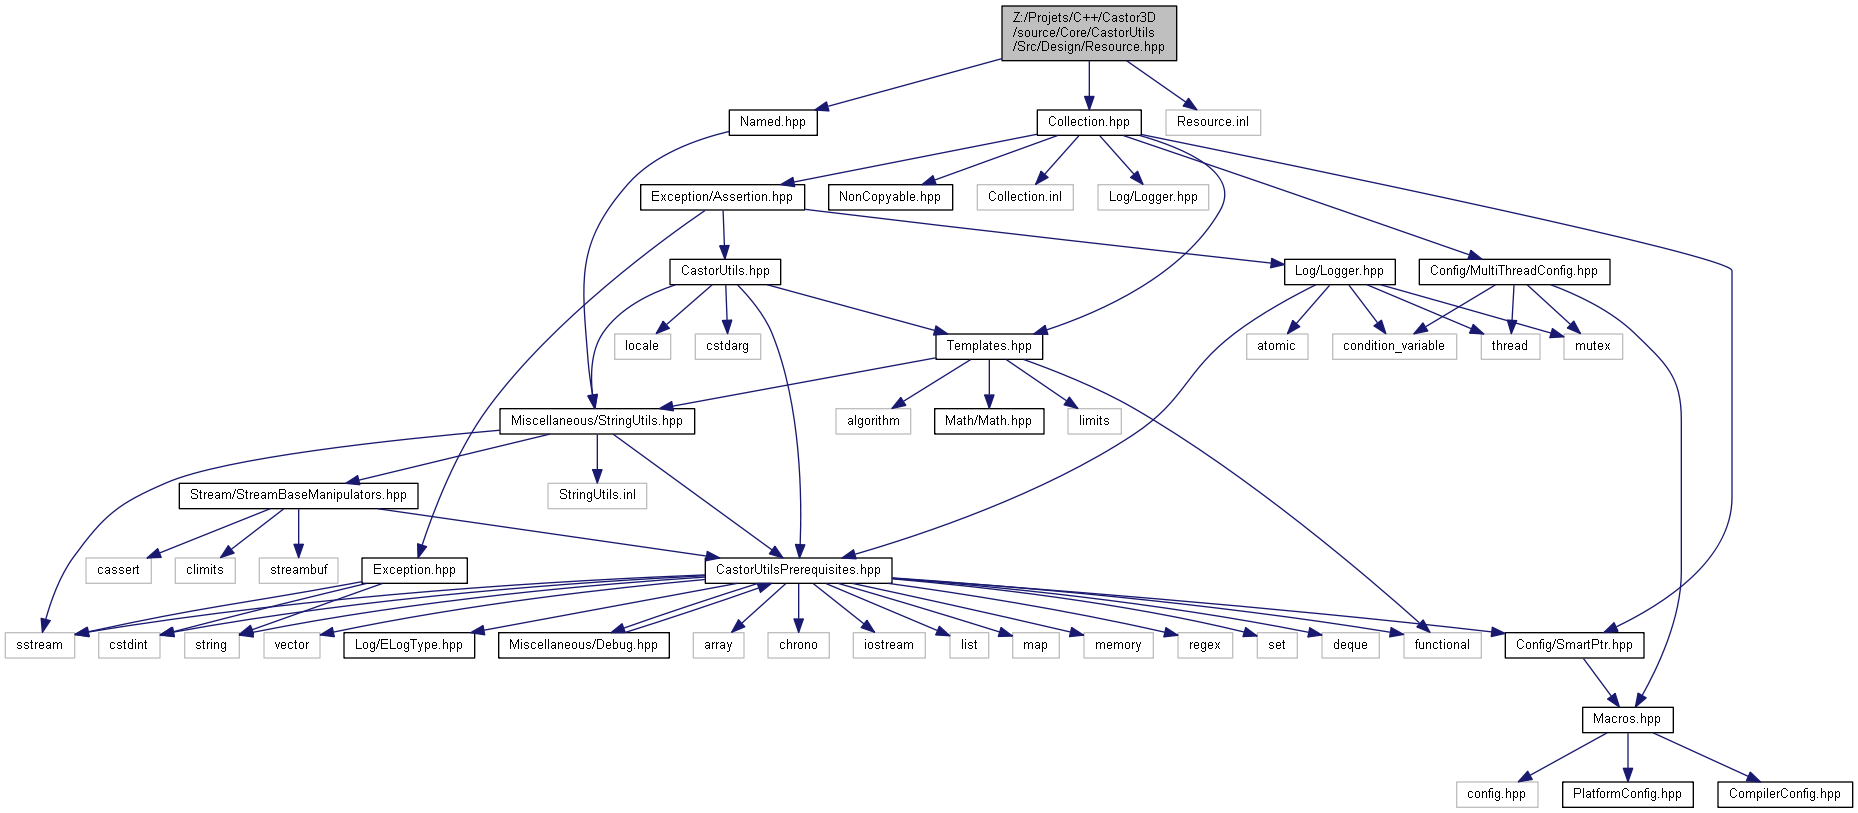 Z:/Projets/C++/Castor3D
/source/Core/CastorUtils
/Src/Design/Resource.hpp
Named.hpp
Collection.hpp
Resource.inl
Exception/Assertion.hpp
NonCopyable.hpp
Collection.inl
Log/Logger.hpp
CastorUtils.hpp
Log/Logger.hpp
Config/MultiThreadConfig.hpp
locale
cstdarg
Templates.hpp
atomic
condition_variable
thread
mutex
Miscellaneous/StringUtils.hpp
algorithm
Math/Math.hpp
limits
Stream/StreamBaseManipulators.hpp
StringUtils.inl
cassert
climits
streambuf
Exception.hpp
CastorUtilsPrerequisites.hpp
sstream
cstdint
string
vector
Log/ELogType.hpp
Miscellaneous/Debug.hpp
array
chrono
iostream
list
map
memory
regex
set
deque
functional
Config/SmartPtr.hpp
Macros.hpp
config.hpp
PlatformConfig.hpp
CompilerConfig.hpp